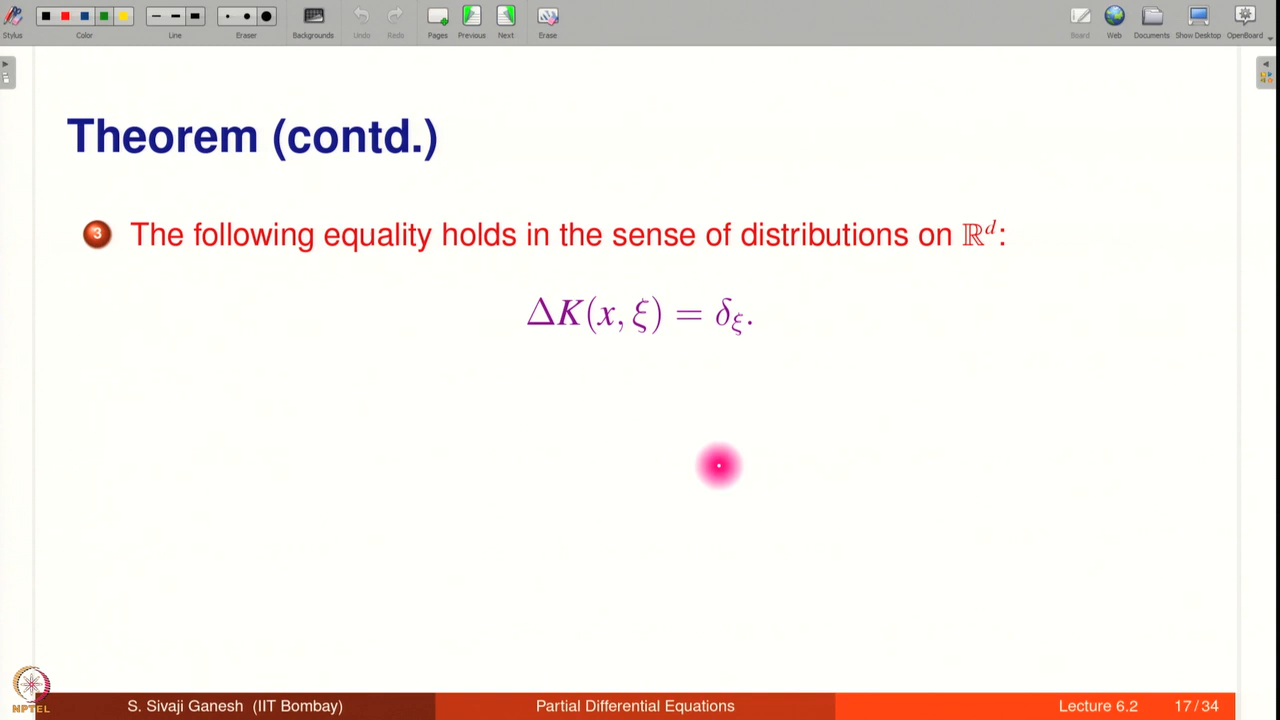 Stylus Color Line Eraser Backgrounds Undo Redo Pages Previous Next Erase Board Web Documents Show Desktop OpenBoard
Theorem (contd.)
3 The following equality holds in the sense of distributions on ℝᵈ:
ΔK(x, ξ) = δ_ξ.
NPTEL
S. Sivaji Ganesh (IIT Bombay) Partial Differential Equations Lecture 6.2 17/34